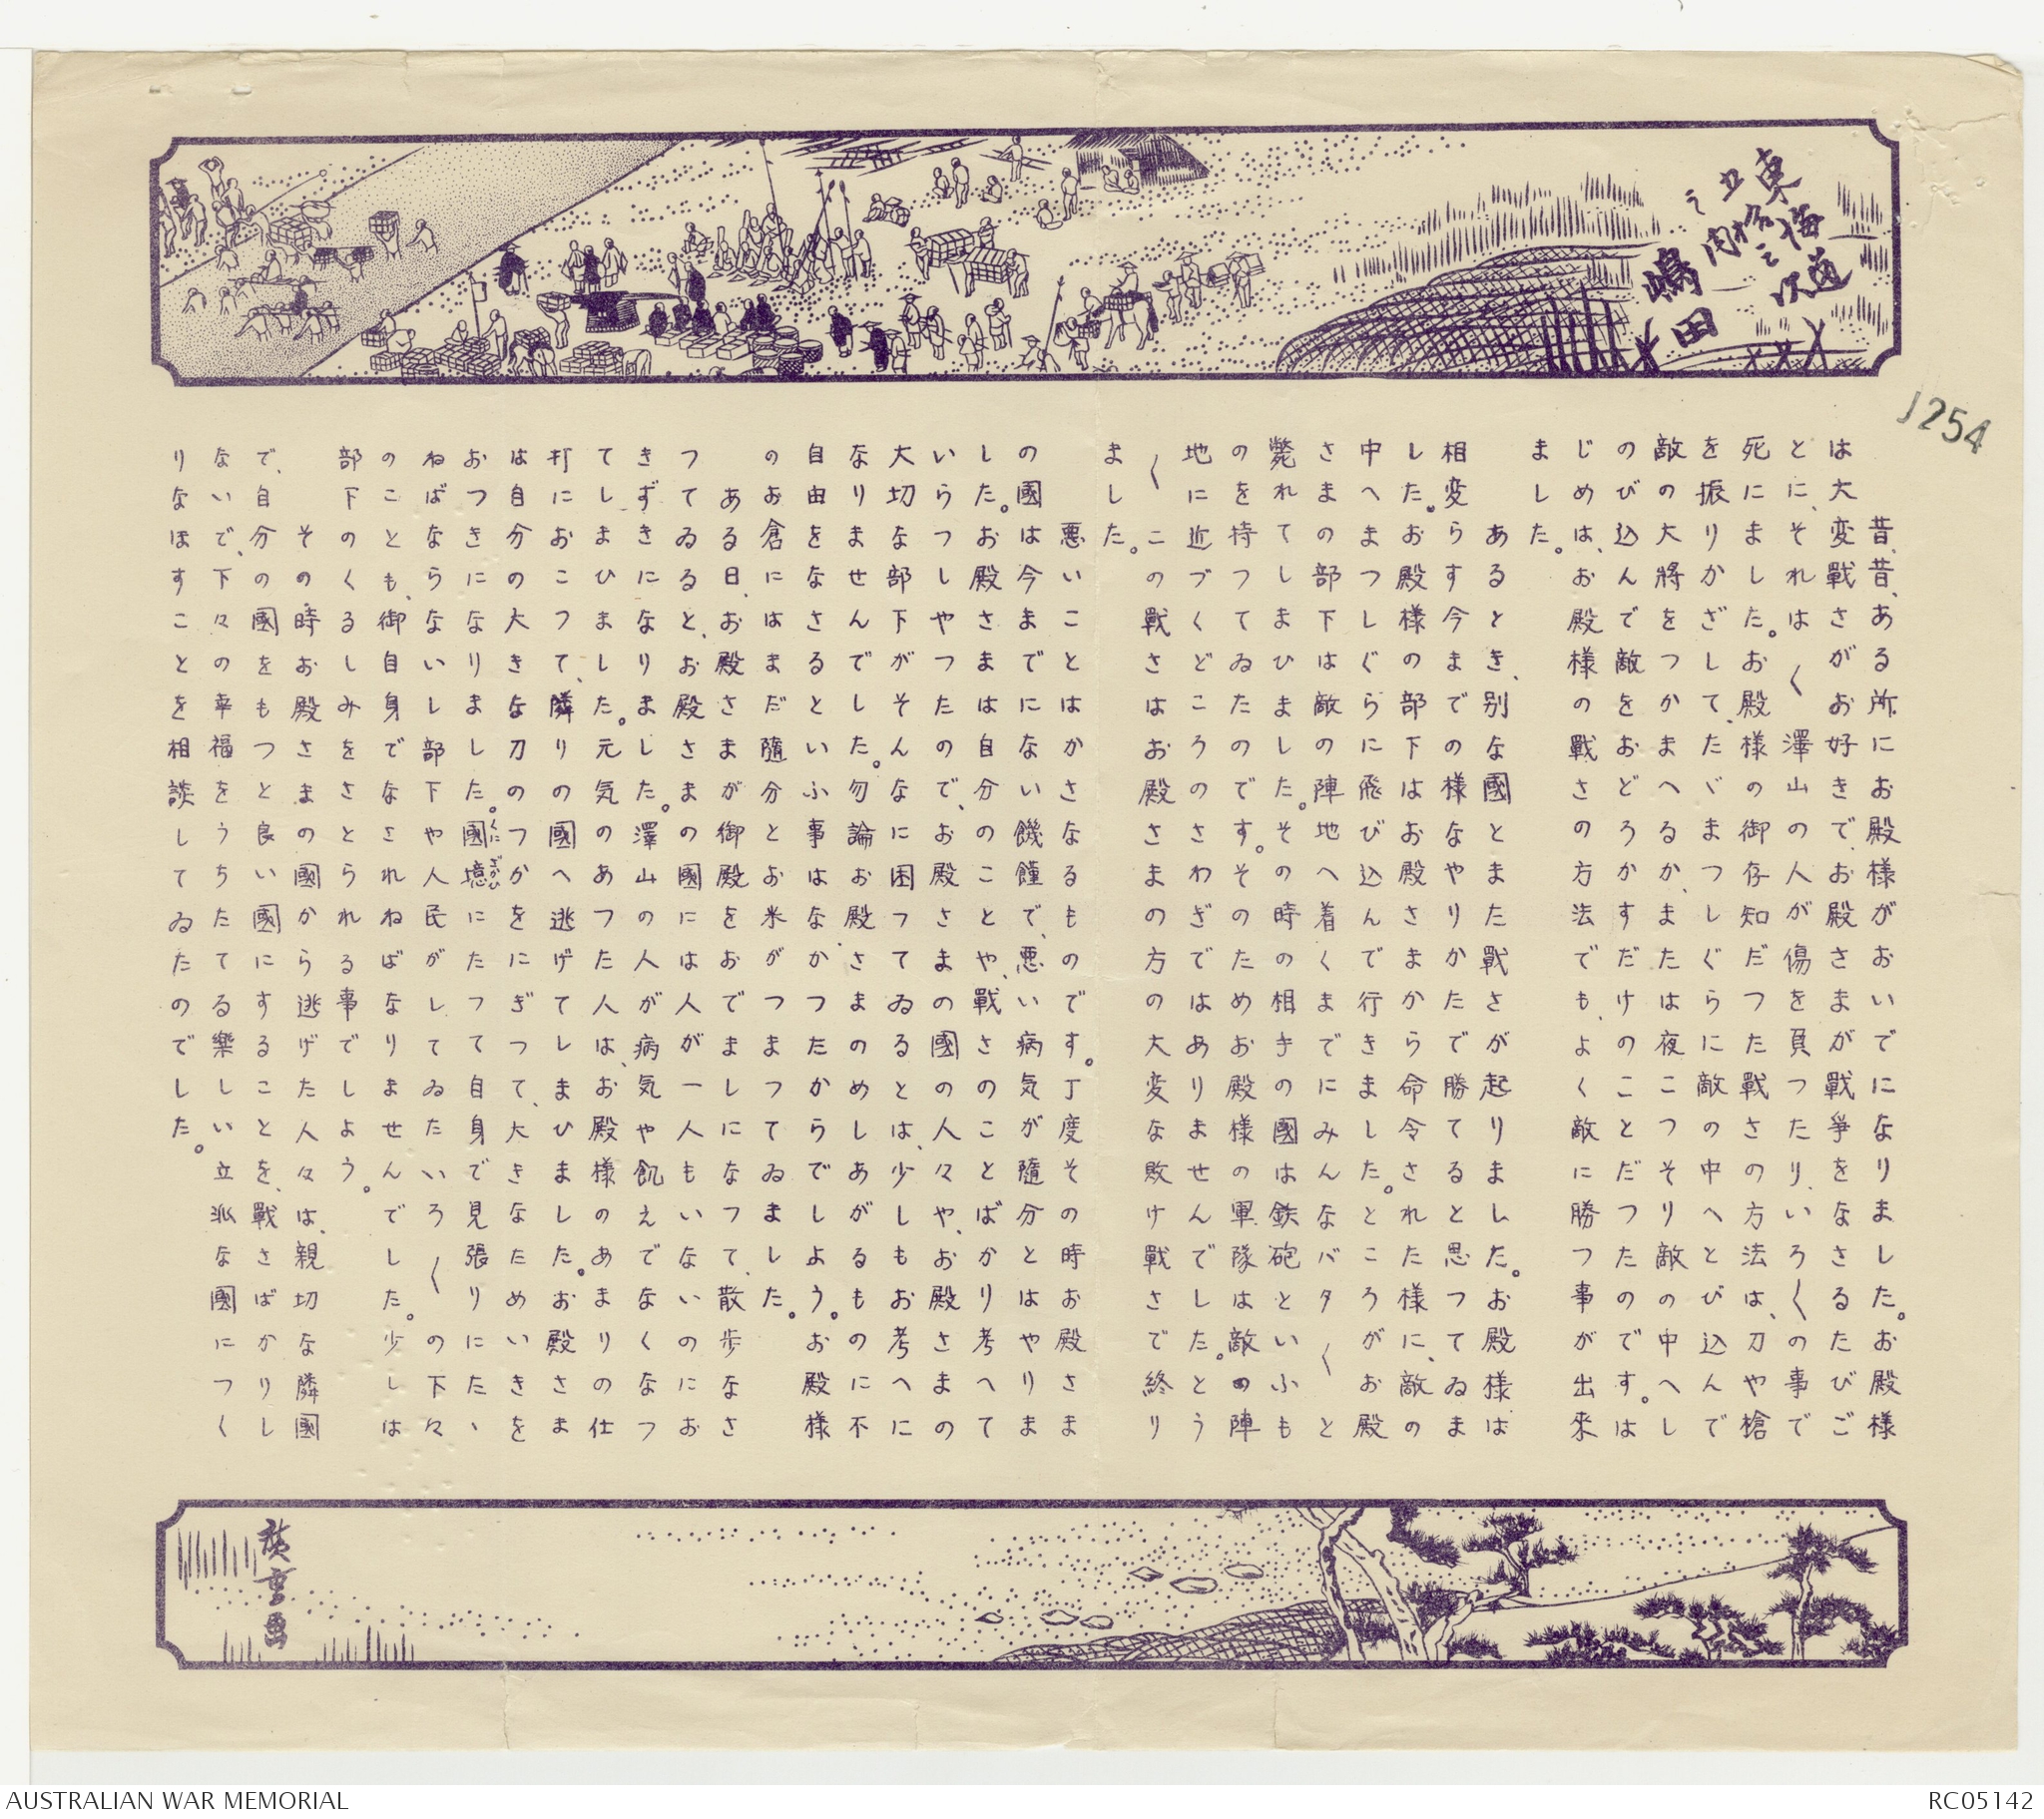 東海道
五拾三次
之内
嶋田
J254
昔、昔、ある所にお殿様がおいでになりました。お殿様
は大変戰さがお好きで、お殿さまが戰爭をなさるたびご
とに、それは〱澤山の人が傷を負つたり、いろ〱の事で
死にました。お殿様の御存知だつた戰さの方法は、刀や槍
を振りかざして、たゞまつしぐらに敵の中へとび込んで
敵の大將をつかまへるか、または夜こつそり敵の中へし
のび込んで敵をおどろかすだけのことだつたのです。は
じめは、お殿様の戰さの方法でも、よく敵に勝つ事が出來
ました。
あるとき、別な國とまた戰さが起りました。お殿様は
相変らす今までの様なやりかたで勝てると思つてゐま
した。お殿様の部下はお殿さまから命令された様に、敵の
中へまつしぐらに飛び込んで行きました。ところがお殿
さまの部下は敵の陣地へ着くまでにみんなバタ〱と
斃れてしまひました。その時の相手の國は鉄砲といふも
のを持つてゐたのです。そのためお殿様の軍隊は敵の陣
地に近づくどころのさわぎではありませんでした。とう
〱この戰さはお殿さまの方の大変な敗け戰さで終り
ました。
悪いことはかさなるものです。丁度その時お殿さま
の國は今までにない饑饉で、悪い病気が隨分とはやりま
した。お殿さまは自分のことや、戰さのことばかり考へて
いらつしやつたので、お殿さまの國の人々や、お殿さまの
大切な部下がそんなに困つてゐるとは、少しもお考へに
なりませんでした。勿論お殿さまのめしあがるものに不
自由をなさるといふ事はなかつたからでしよう。お殿様
のお倉にはまだ隨分とお米がつまつてゐました。
ある日、お殿さまが御殿をおでましになつて、散歩なさ
つてゐると、お殿さまの國には人が一人もいないのにお
きずきになりました。澤山の人が病気や飢えでなくなつ
てしまひました。元気のあつた人は、お殿様のあまりの仕
打におこつて、隣りの國へ逃げてしまひました。お殿さま
は自分の大きな刀のつかをにぎつて、大きなためいきを
おつきになりました。國境にたつて自身で見張りにたゝ
ねばならないし部下や人民がしてゐたいろ〱の下々
のことも、御自身でなされねばなりませんでした。少しは
部下のくるしみをさとられる事でしよう。
その時お殿さまの國から逃げた人々は、親切な隣國
で、自分の國をもつと良い國にすることを、戰さばかりし
ないで、下々の幸福をうちたてる樂しい立派な國につく
りなほすことを相談してゐたのでした。
廣重画
AUSTRALIAN WAR MEMORIAL
RC05142